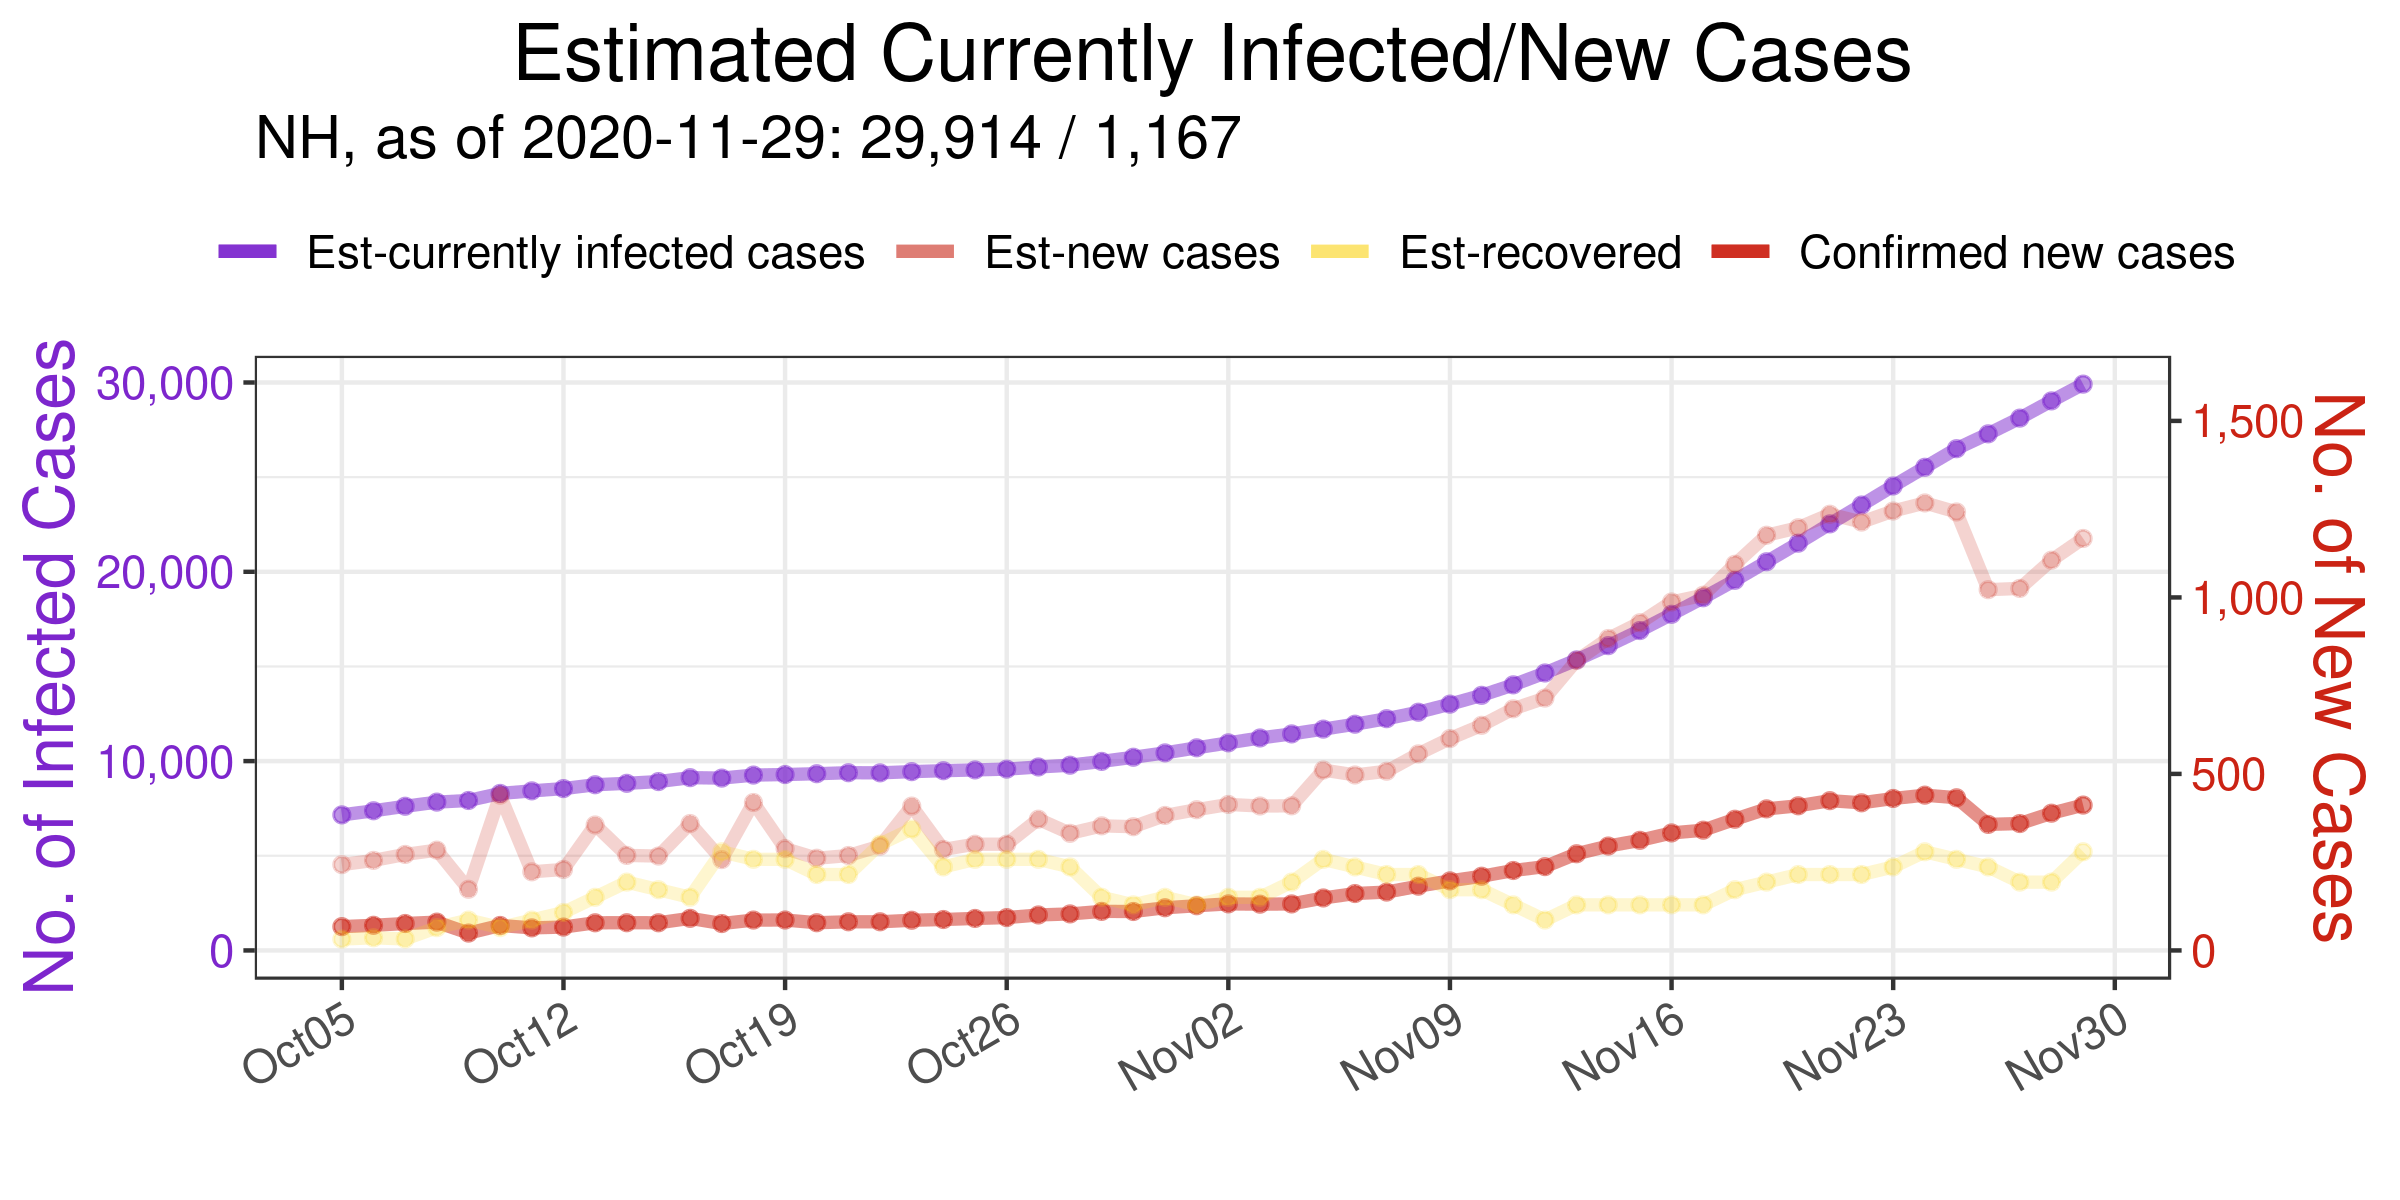 Estimated Currently Infected/New Cases
NH, as of 2020-11-29: 29,914 / 1,167
Est-currently infected cases Est-new cases Est-recovered Confirmed new cases
No. of Infected Cases
30,000
20,000
10,000
0
1,500
1,000
500
0
No. of New Cases
Oct05 Oct12 Oct19 Oct26 Nov02 Nov09 Nov16 Nov23 Nov30